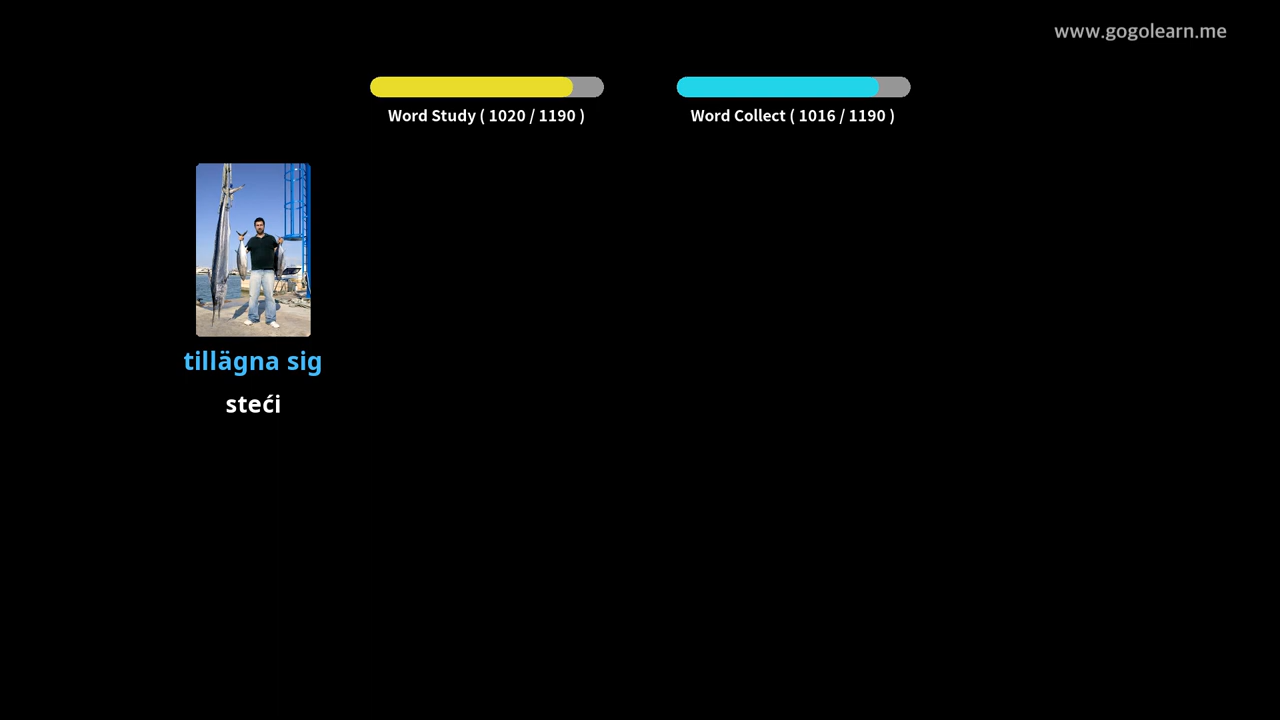 www.gogolearn.me
Word Study ( 1020 / 1190 )
Word Collect ( 1016 / 1190 )
tillägna sig
steći